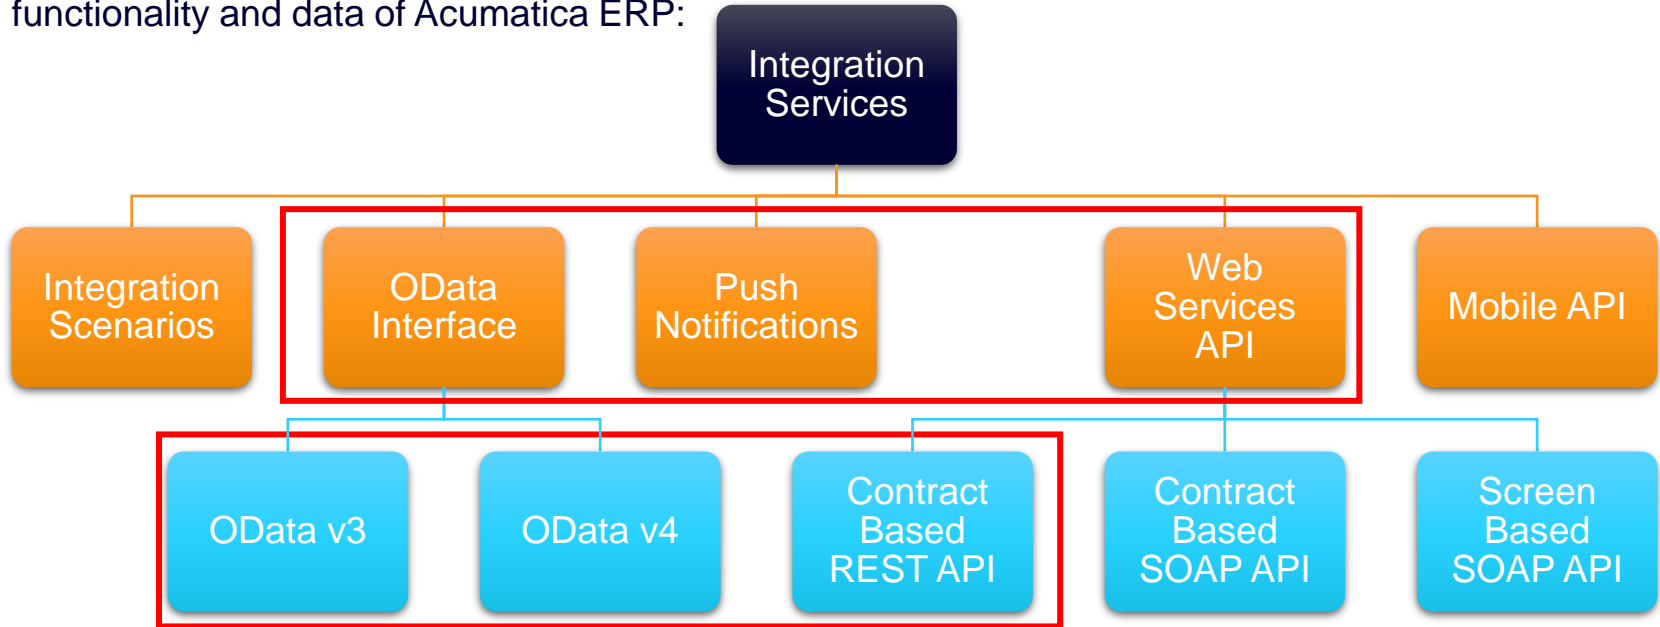 functionality and data of Acumatica ERP:
Integration
Services
Integration
Scenarios
OData
Interface
Push
Notifications
Web
Services
API
Mobile API
OData v3
OData v4
Contract
Based
REST API
Contract
Based
SOAP API
Screen
Based
SOAP API